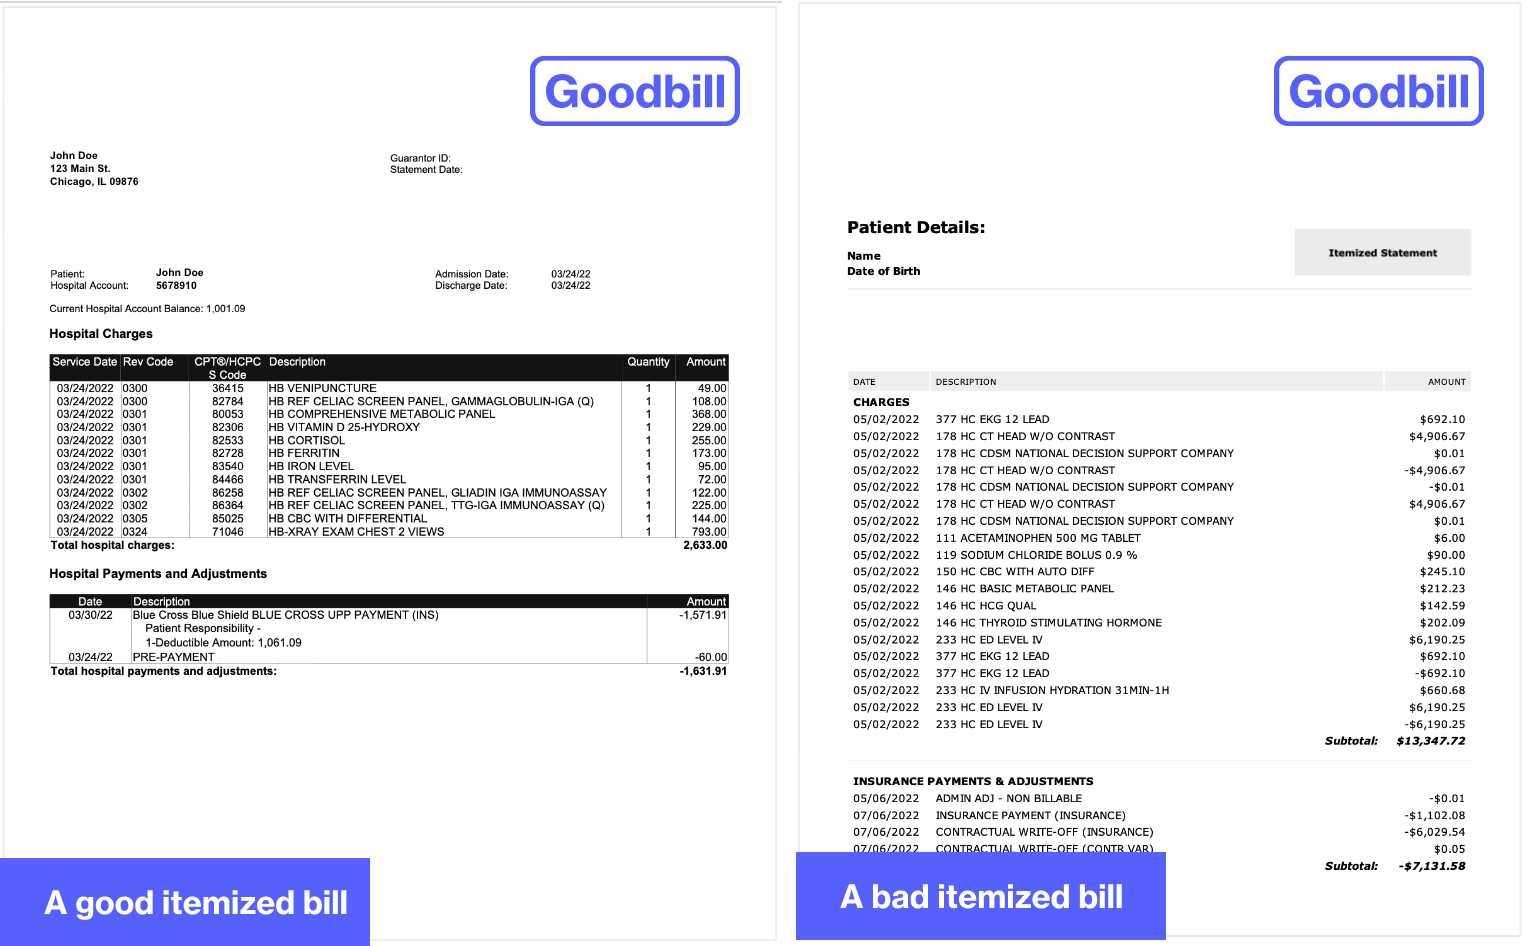 Goodbill
John Doe
123 Main St.
Chicago, IL 09876
Guarantor ID:
Statement Date:
Patient: John Doe
Hospital Account: 5678910
Admission Date: 03/24/22
Discharge Date: 03/24/22
Current Hospital Account Balance: 1,001.09
Hospital Charges
Service Date Rev Code CPT®/HCPC Description Quantity Amount
S Code
03/24/2022 0300 36415 HB VENIPUNCTURE 1 49.00
03/24/2022 0300 82784 HB REF CELIAC SCREEN PANEL, GAMMAGLOBULIN-IGA (Q) 1 108.00
03/24/2022 0301 80053 HB COMPREHENSIVE METABOLIC PANEL 1 368.00
03/24/2022 0301 82306 HB VITAMIN D 25-HYDROXY 1 229.00
03/24/2022 0301 82533 HB CORTISOL 1 255.00
03/24/2022 0301 82728 HB FERRITIN 1 173.00
03/24/2022 0301 83540 HB IRON LEVEL 1 95.00
03/24/2022 0301 84466 HB TRANSFERRIN LEVEL 1 72.00
03/24/2022 0302 86258 HB REF CELIAC SCREEN PANEL, GLIADIN IGA IMMUNOASSAY 1 122.00
03/24/2022 0302 86364 HB REF CELIAC SCREEN PANEL, TTG-IGA IMMUNOASSAY (Q) 1 225.00
03/24/2022 0305 85025 HB CBC WITH DIFFERENTIAL 1 144.00
03/24/2022 0324 71046 HB-XRAY EXAM CHEST 2 VIEWS 1 793.00
Total hospital charges: 2,633.00
Hospital Payments and Adjustments
Date Description Amount
03/30/22 Blue Cross Blue Shield BLUE CROSS UPP PAYMENT (INS) -1,571.91
Patient Responsibility -
1-Deductible Amount: 1,061.09
03/24/22 PRE-PAYMENT -60.00
Total hospital payments and adjustments: -1,631.91
A good itemized bill
Goodbill
Patient Details:
Name
Date of Birth
Itemized Statement
DATE DESCRIPTION AMOUNT
CHARGES
05/02/2022 377 HC EKG 12 LEAD $692.10
05/02/2022 178 HC CT HEAD W/O CONTRAST $4,906.67
05/02/2022 178 HC CDSM NATIONAL DECISION SUPPORT COMPANY $0.01
05/02/2022 178 HC CT HEAD W/O CONTRAST -$4,906.67
05/02/2022 178 HC CDSM NATIONAL DECISION SUPPORT COMPANY -$0.01
05/02/2022 178 HC CT HEAD W/O CONTRAST $4,906.67
05/02/2022 178 HC CDSM NATIONAL DECISION SUPPORT COMPANY $0.01
05/02/2022 111 ACETAMINOPHEN 500 MG TABLET $6.00
05/02/2022 119 SODIUM CHLORIDE BOLUS 0.9 % $90.00
05/02/2022 150 HC CBC WITH AUTO DIFF $245.10
05/02/2022 146 HC BASIC METABOLIC PANEL $212.23
05/02/2022 146 HC HCG QUAL $142.59
05/02/2022 146 HC THYROID STIMULATING HORMONE $202.09
05/02/2022 233 HC ED LEVEL IV $6,190.25
05/02/2022 377 HC EKG 12 LEAD $692.10
05/02/2022 377 HC EKG 12 LEAD -$692.10
05/02/2022 233 HC IV INFUSION HYDRATION 31MIN-1H $660.68
05/02/2022 233 HC ED LEVEL IV $6,190.25
05/02/2022 233 HC ED LEVEL IV -$6,190.25
Subtotal: $13,347.72
INSURANCE PAYMENTS & ADJUSTMENTS
05/06/2022 ADMIN ADJ - NON BILLABLE -$0.01
07/06/2022 INSURANCE PAYMENT (INSURANCE) -$1,102.08
07/06/2022 CONTRACTUAL WRITE-OFF (INSURANCE) -$6,029.54
07/06/2022 CONTRACTUAL WRITE-OFF (CONTR VAR) $0.05
Subtotal: -$7,131.58
A bad itemized bill